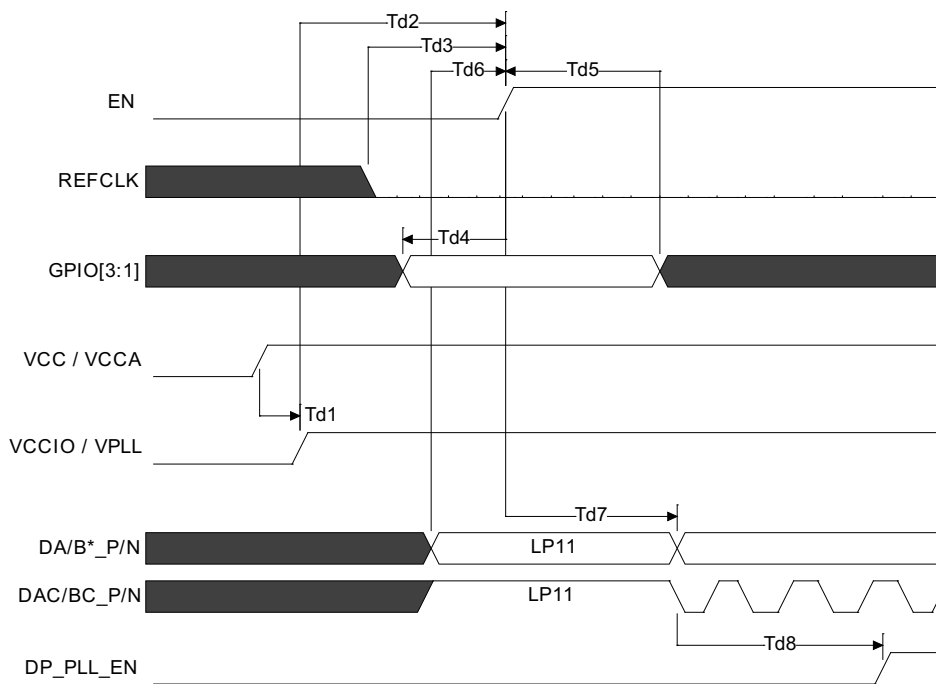 Td2
Td3
Td6
Td5
EN
REFCLK
Td4
GPIO[3:1]
VCC / VCCA
Td1
VCCIO / VPLL
Td7
DA/B*_P/N
LP11
DAC/BC_P/N
LP11
Td8
DP_PLL_EN